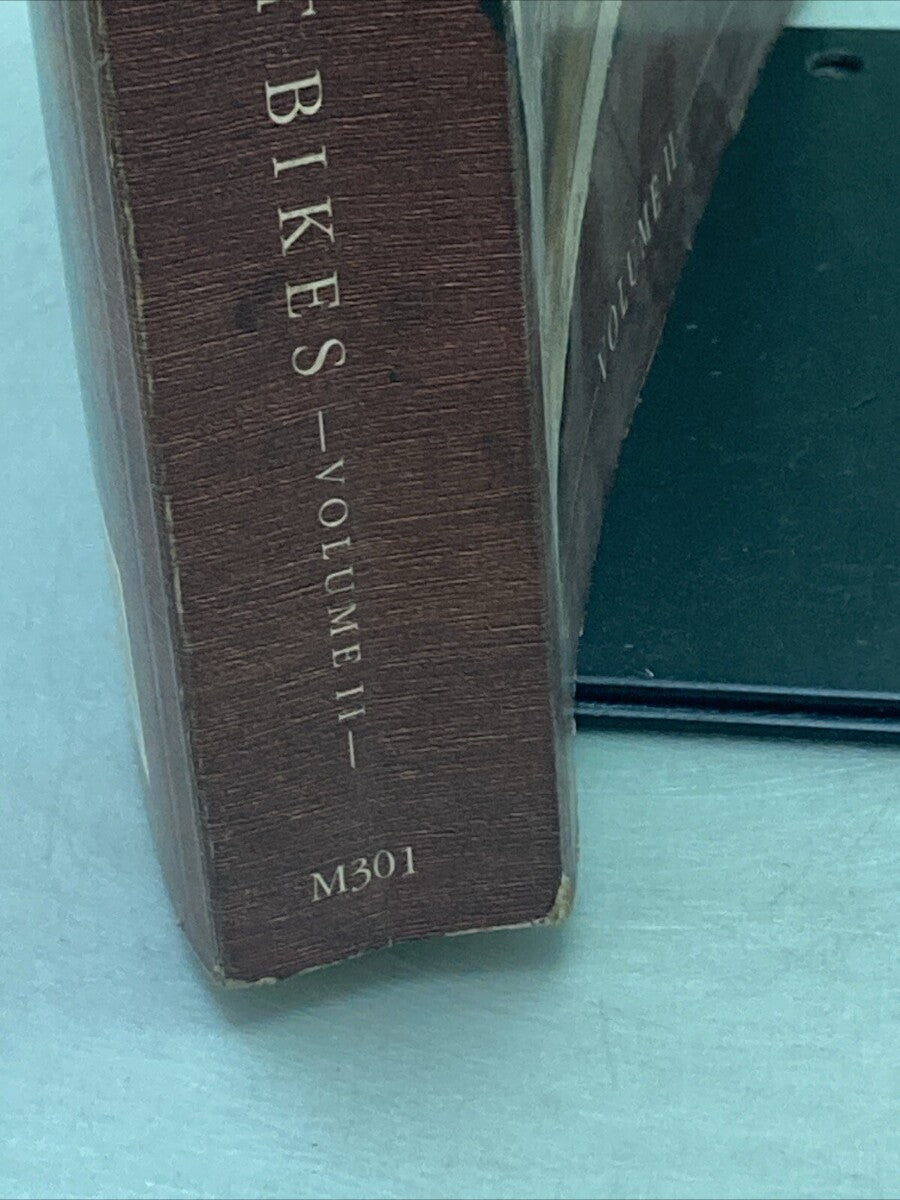 T BIKES —VOLUME II—
M301
VOLUME II